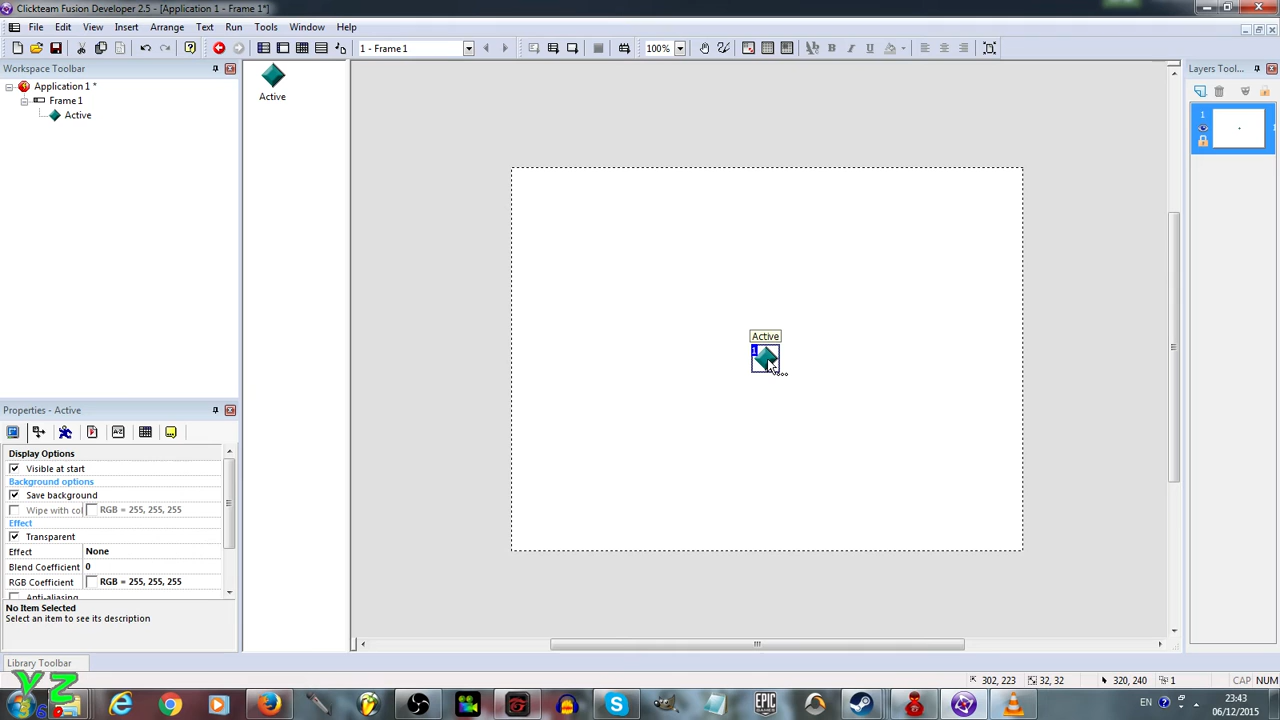 Clickteam Fusion Developer 2.5 - [Application 1 - Frame 1*]
File Edit View Insert Arrange Text Run Tools Window Help
1 - Frame 1
100%
Workspace Toolbar
Application 1 *
Frame 1
Active
Active
Layers Tool...
1
1
Active
1
Properties - Active
Display Options
Visible at start
Background options
Save background
Wipe with col RGB = 255, 255, 255
Effect
Transparent
Effect None
Blend Coefficient 0
RGB Coefficient RGB = 255, 255, 255
Anti-aliasing
No Item Selected
Select an item to see its description
Library Toolbar
302, 223 32, 32 320, 240 1 CAP NUM
YZ
EPIC GAMES
EN
23:43
06/12/2015